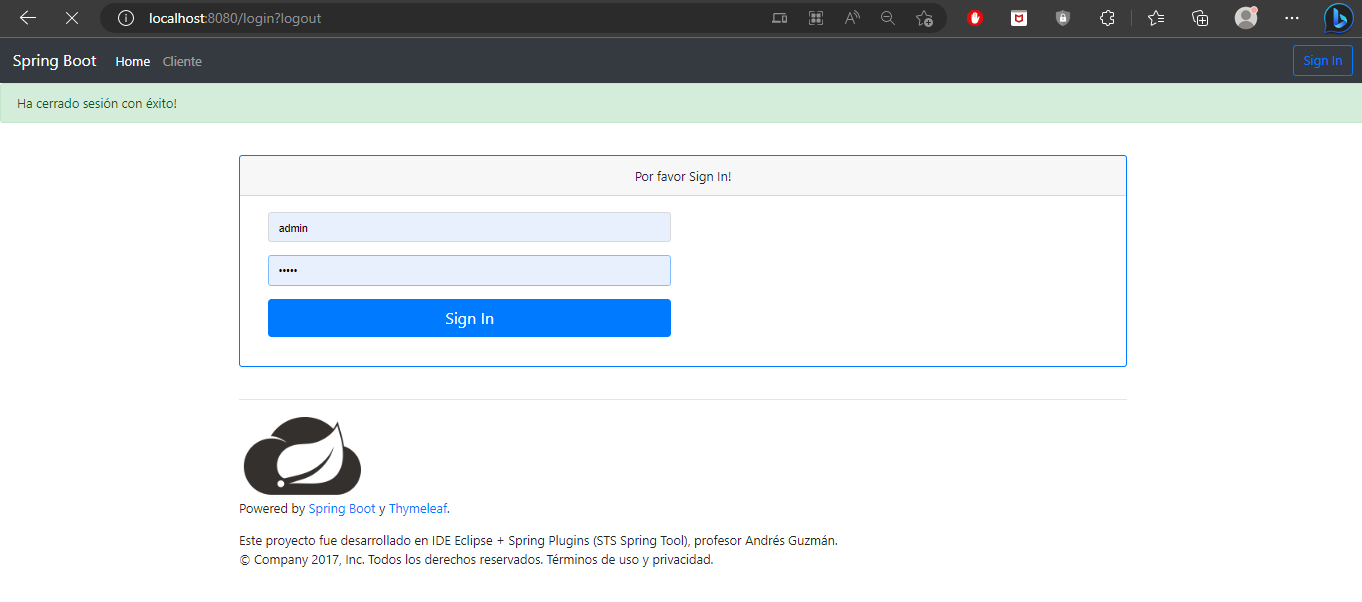 localhost:8080/login?logout
Spring Boot Home Cliente Sign In
Ha cerrado sesión con éxito!
Por favor Sign In!
admin
•••••
Sign In
Powered by Spring Boot y Thymeleaf.
Este proyecto fue desarrollado en IDE Eclipse + Spring Plugins (STS Spring Tool), profesor Andrés Guzmán.
© Company 2017, Inc. Todos los derechos reservados. Términos de uso y privacidad.